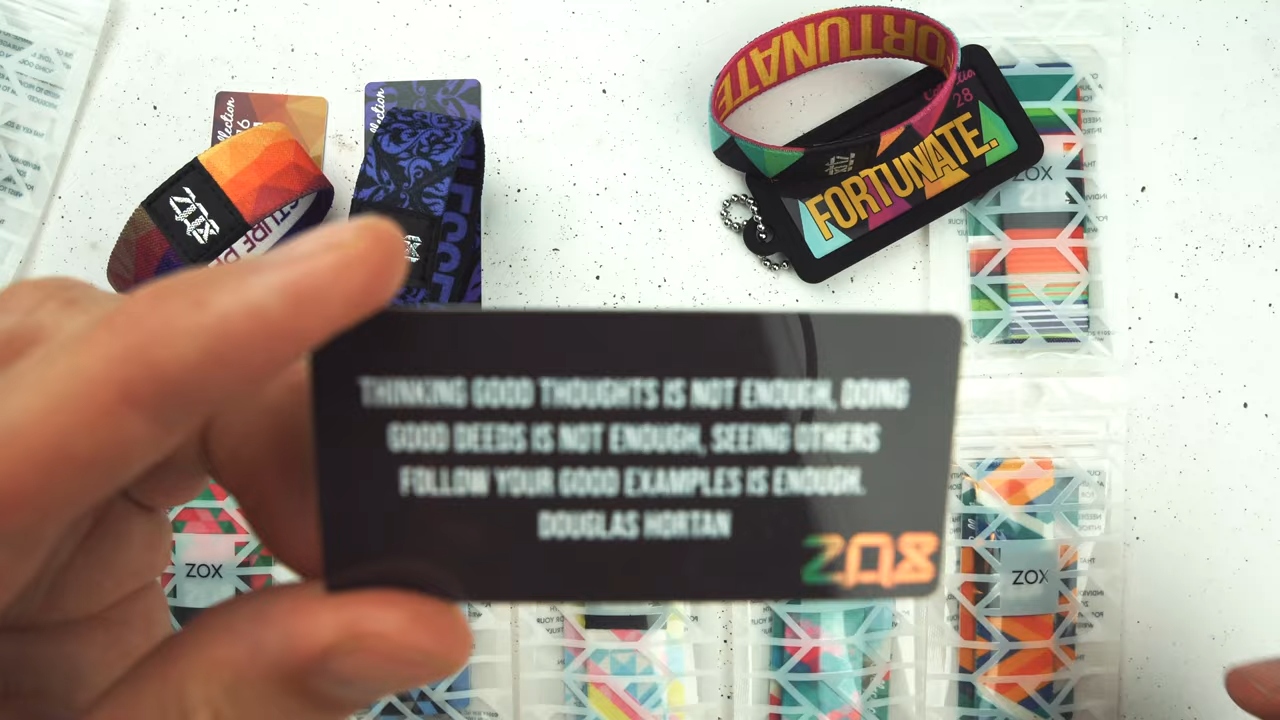 FORTUNATE
28
FORTUNATE.
ZOX
THINKING GOOD THOUGHTS IS NOT ENOUGH, DOING
GOOD DEEDS IS NOT ENOUGH, SEEING OTHERS
FOLLOW YOUR GOOD EXAMPLES IS ENOUGH.
DOUGLAS HORTAN
ZOX
ZOX
ZOX